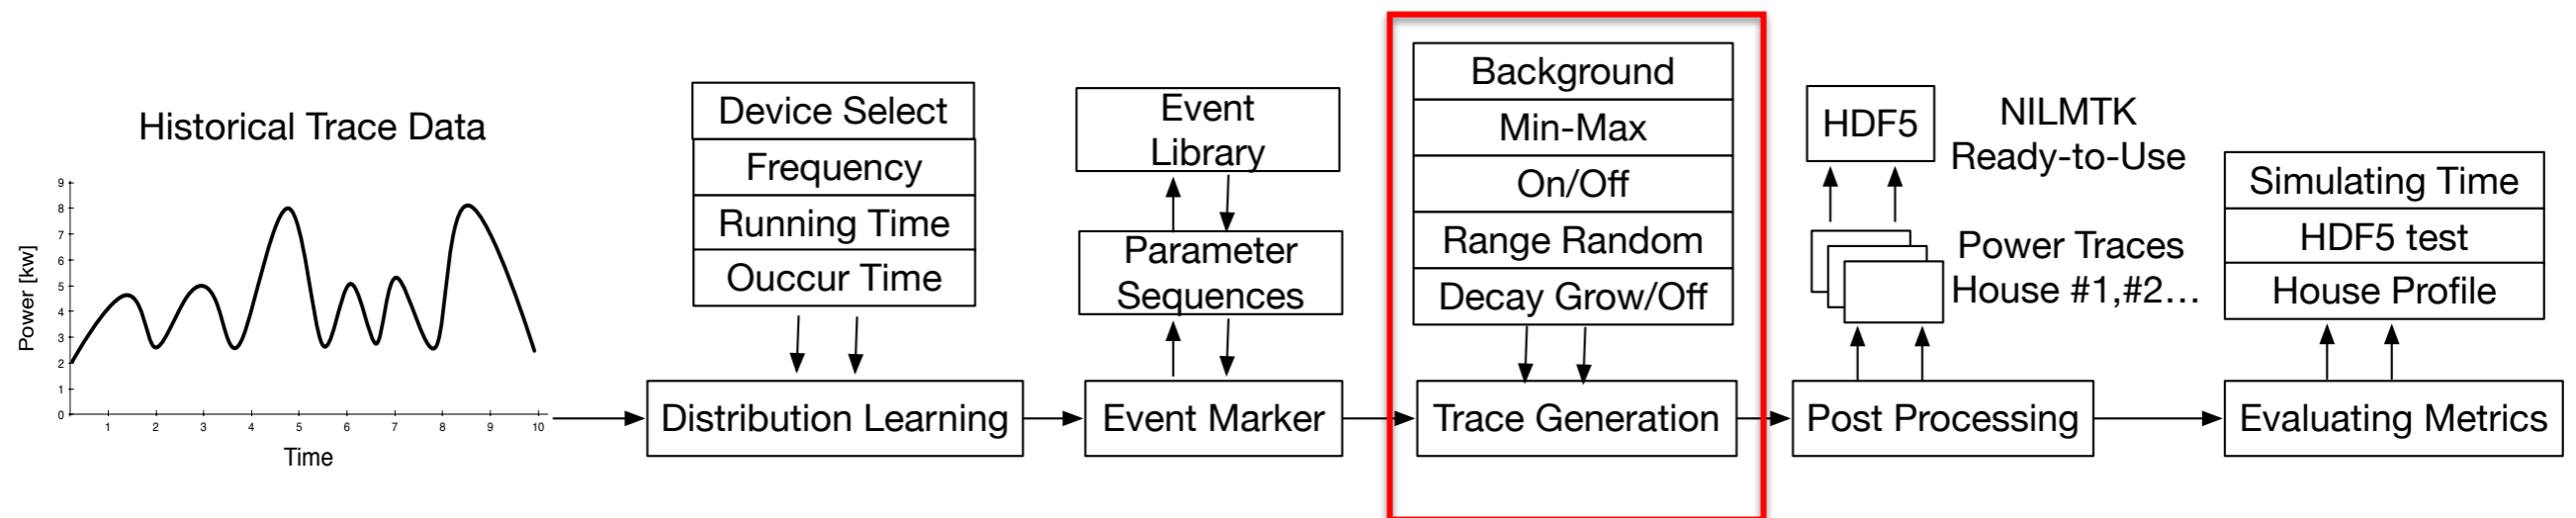 Historical Trace Data
Power [kw]
9
8
7
6
5
4
3
2
1
0
1 2 3 4 5 6 7 8 9 10
Time
Device Select
Frequency
Running Time
Ouccur Time
Distribution Learning
Event
Library
Parameter
Sequences
Event Marker
Background
Min-Max
On/Off
Range Random
Decay Grow/Off
Trace Generation
HDF5
NILMTK
Ready-to-Use
Power Traces
House #1,#2…
Post Processing
Simulating Time
HDF5 test
House Profile
Evaluating Metrics